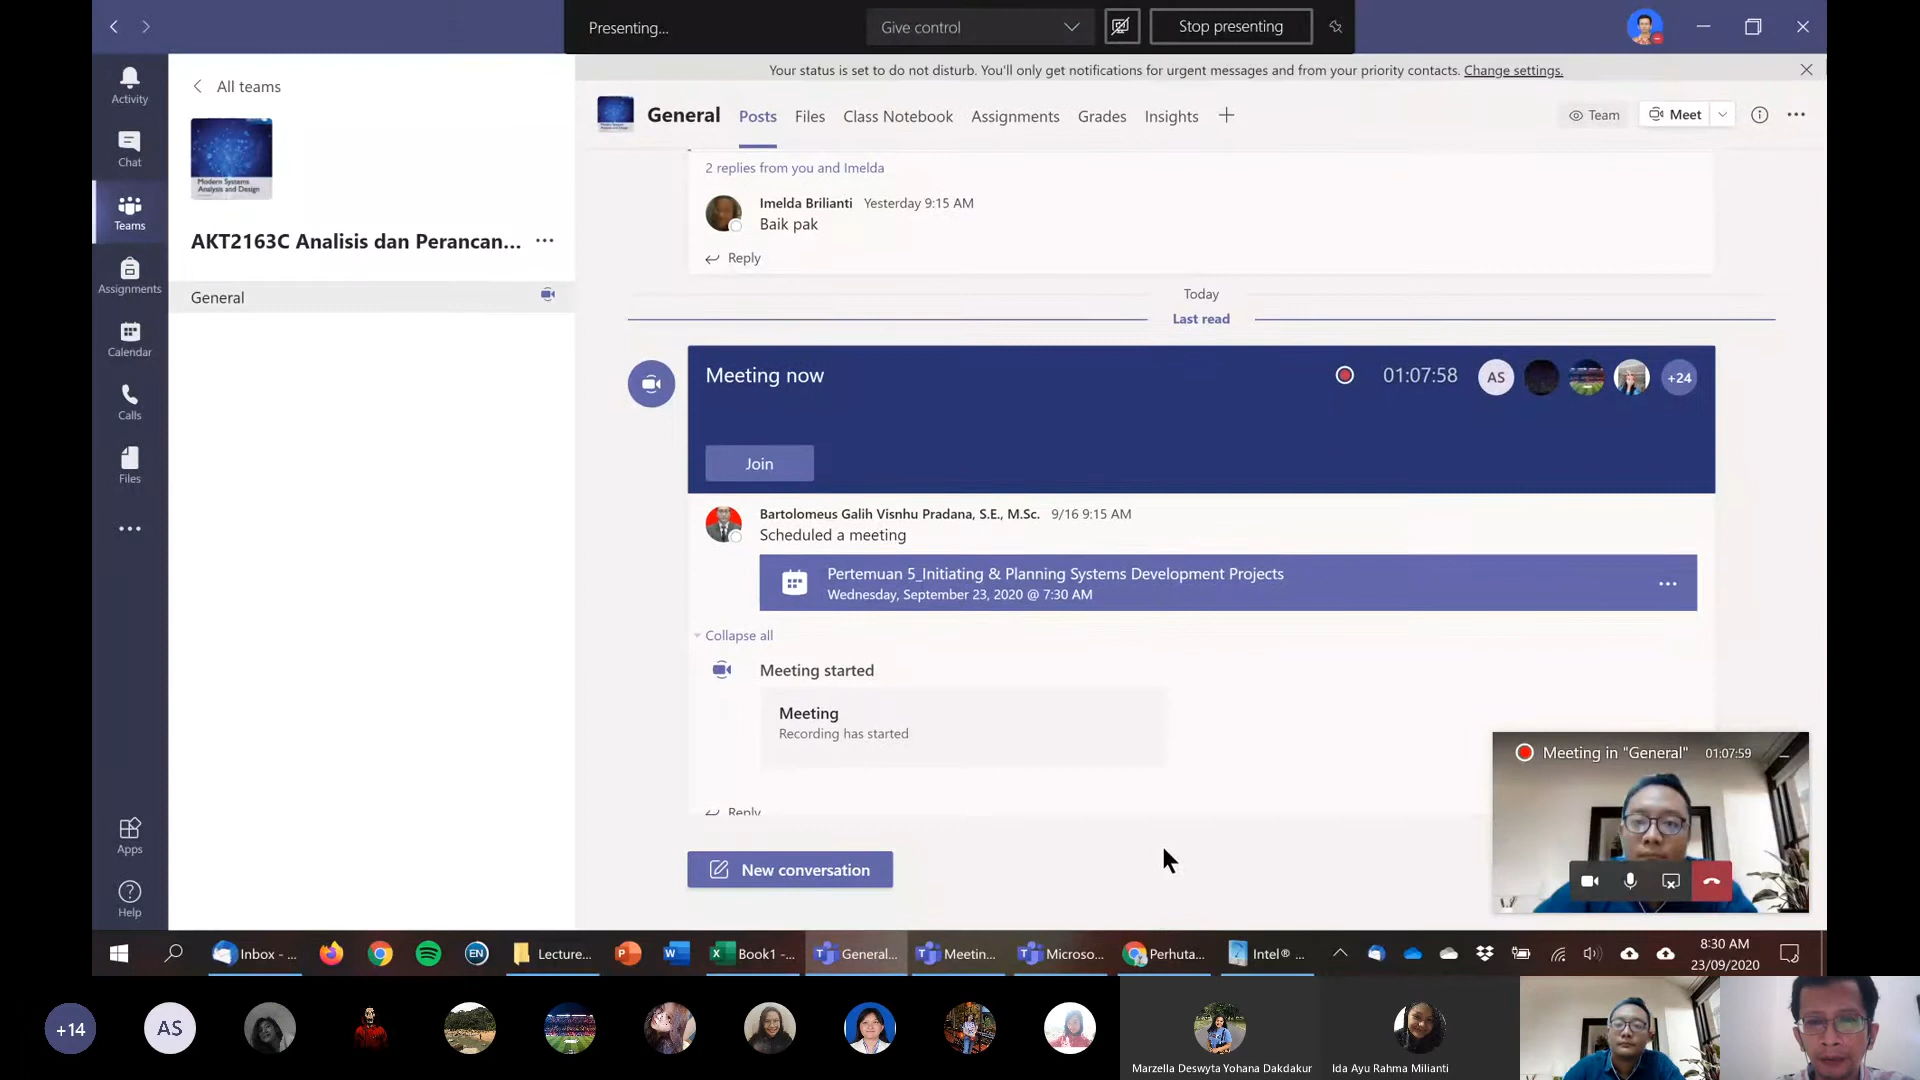 Presenting...
Give control
Stop presenting
Your status is set to do not disturb. You'll only get notifications for urgent messages and from your priority contacts. Change settings.
Activity
Chat
Teams
Assignments
Calendar
Calls
Files
Apps
Help
All teams
Modern Systems
Analysis and Design
AKT2163C Analisis dan Perancan...
General
General
Posts
Files
Class Notebook
Assignments
Grades
Insights
Team
Meet
2 replies from you and Imelda
Imelda Brilianti Yesterday 9:15 AM
Baik pak
Reply
Today
Last read
Meeting now
01:07:58
AS
+24
Join
Bartolomeus Galih Visnhu Pradana, S.E., M.Sc. 9/16 9:15 AM
Scheduled a meeting
Pertemuan 5_Initiating & Planning Systems Development Projects
Wednesday, September 23, 2020 @ 7:30 AM
Collapse all
Meeting started
Meeting
Recording has started
Reply
New conversation
Meeting in "General" 01:07:59
Inbox - ...
EN
Lecture...
Book1 -...
General...
Meetin...
Microso...
Perhuta...
Intel® ...
8:30 AM
23/09/2020
+14
AS
Marzella Deswyta Yohana Dakdakur
Ida Ayu Rahma Milianti